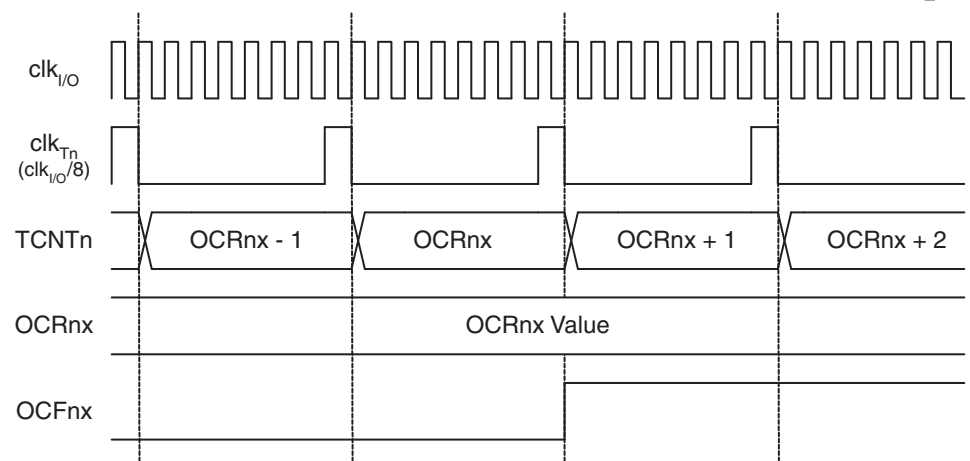 clkI/O
clkTn
(clkI/O/8)
TCNTn
OCRnx - 1
OCRnx
OCRnx + 1
OCRnx + 2
OCRnx
OCRnx Value
OCFnx